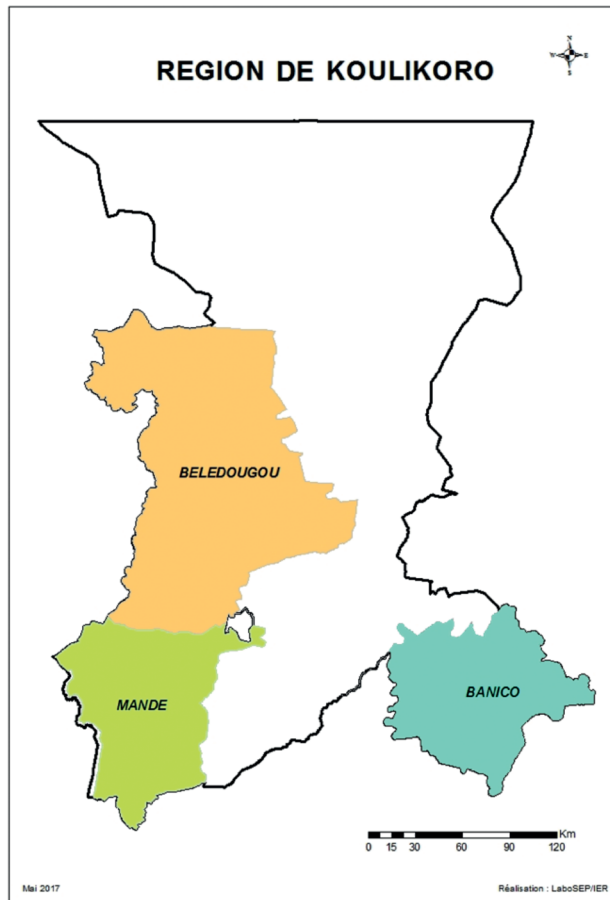 N
W E
S
REGION DE KOULIKORO
BELEDOUGOU
MANDE
BANICO
Km
0 15 30 60 90 120
Mai 2017
Réalisation : LaboSEP/IER